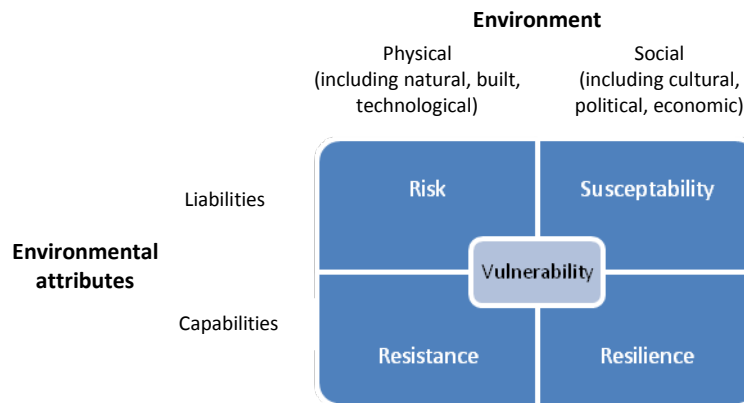 Environment
Physical
(including natural, built,
technological)
Social
(including cultural,
political, economic)
Liabilities
Risk
Susceptability
Environmental
attributes
Vulnerability
Capabilities
Resistance
Resilience